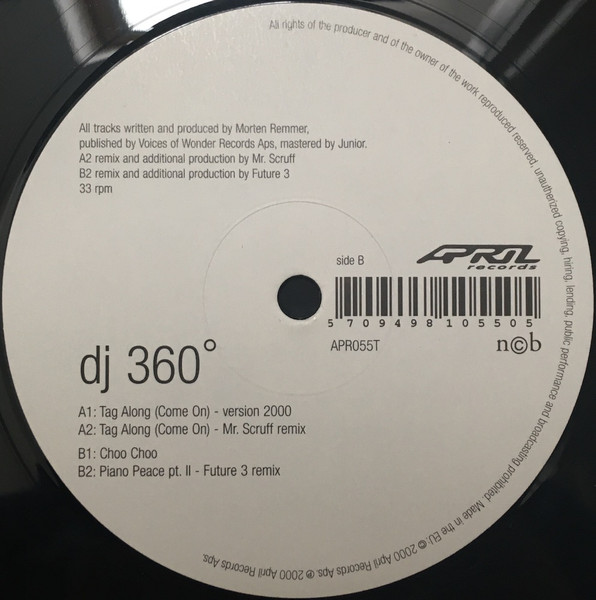 All rights of the producer and of the owner of the work reproduced reserved, unauthorized copying, hiring, lending, public performance and broadcasting prohibited. Made in the EU. © 2000 April Records Aps. ℗ 2000 April Records Aps.
All tracks written and produced by Morten Remmer,
published by Voices of Wonder Records Aps, mastered by Junior.
A2 remix and additional production by Mr. Scruff
B2 remix and additional production by Future 3
33 rpm
side B
APRIL
records
5 709498 105505
APR055T
n©b
dj 360°
A1: Tag Along (Come On) - version 2000
A2: Tag Along (Come On) - Mr. Scruff remix
B1: Choo Choo
B2: Piano Peace pt. II - Future 3 remix